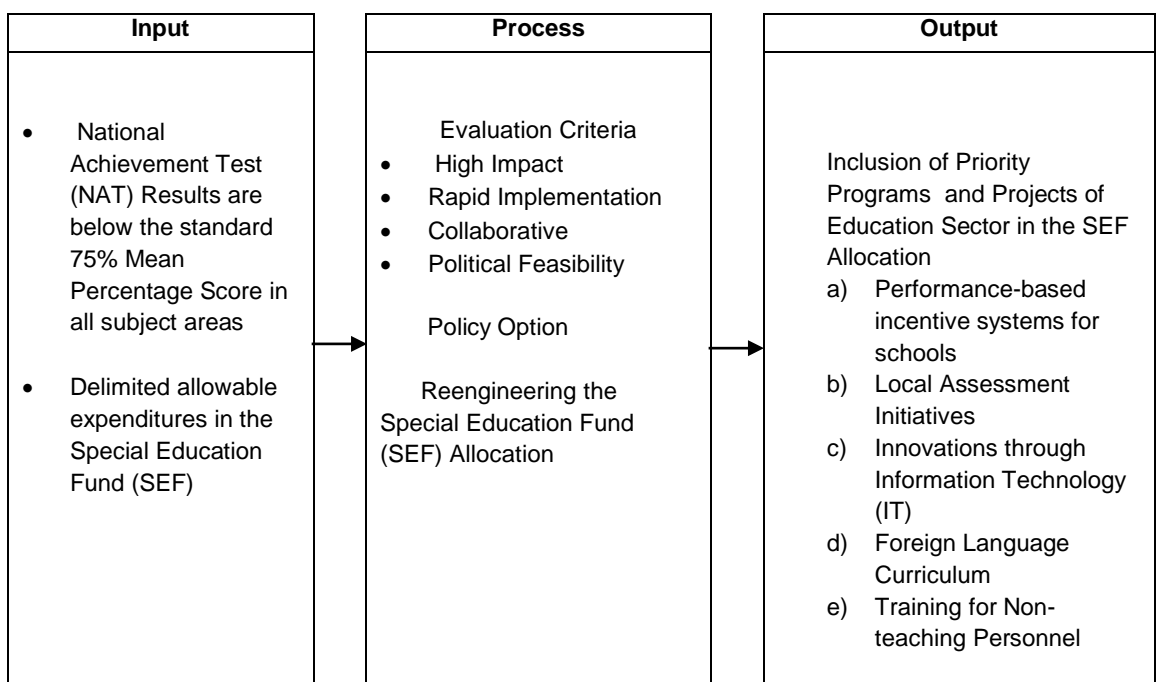 Input
• National
Achievement Test
(NAT) Results are
below the standard
75% Mean
Percentage Score in
all subject areas
• Delimited allowable
expenditures in the
Special Education
Fund (SEF)
Process
Evaluation Criteria
• High Impact
• Rapid Implementation
• Collaborative
• Political Feasibility
Policy Option
Reengineering the
Special Education Fund
(SEF) Allocation
Output
Inclusion of Priority
Programs and Projects of
Education Sector in the SEF
Allocation
a) Performance-based
incentive systems for
schools
b) Local Assessment
Initiatives
c) Innovations through
Information Technology
(IT)
d) Foreign Language
Curriculum
e) Training for Non-
teaching Personnel